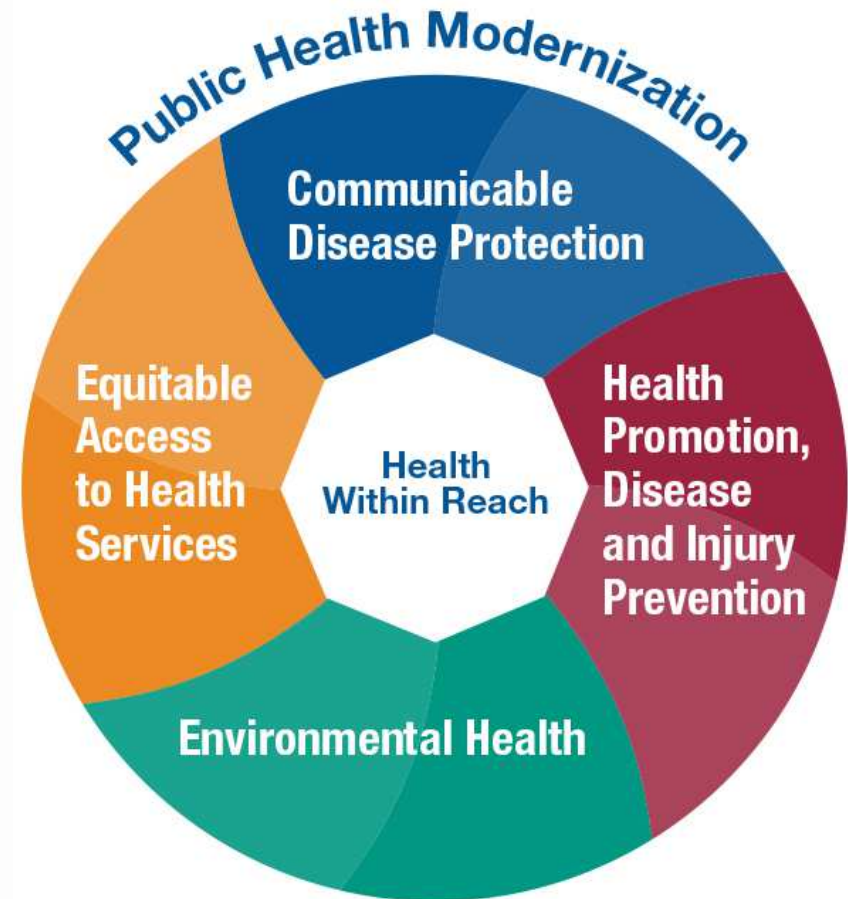 Public Health Modernization
Communicable
Disease Protection
Equitable
Access
to Health
Services
Health
Within Reach
Health
Promotion,
Disease
and Injury
Prevention
Environmental Health